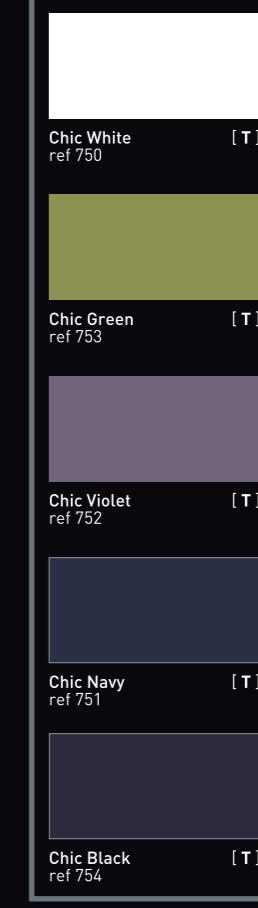 Chic White [ T ]
ref 750
Chic Green [ T ]
ref 753
Chic Violet [ T ]
ref 752
Chic Navy [ T ]
ref 751
Chic Black [ T ]
ref 754